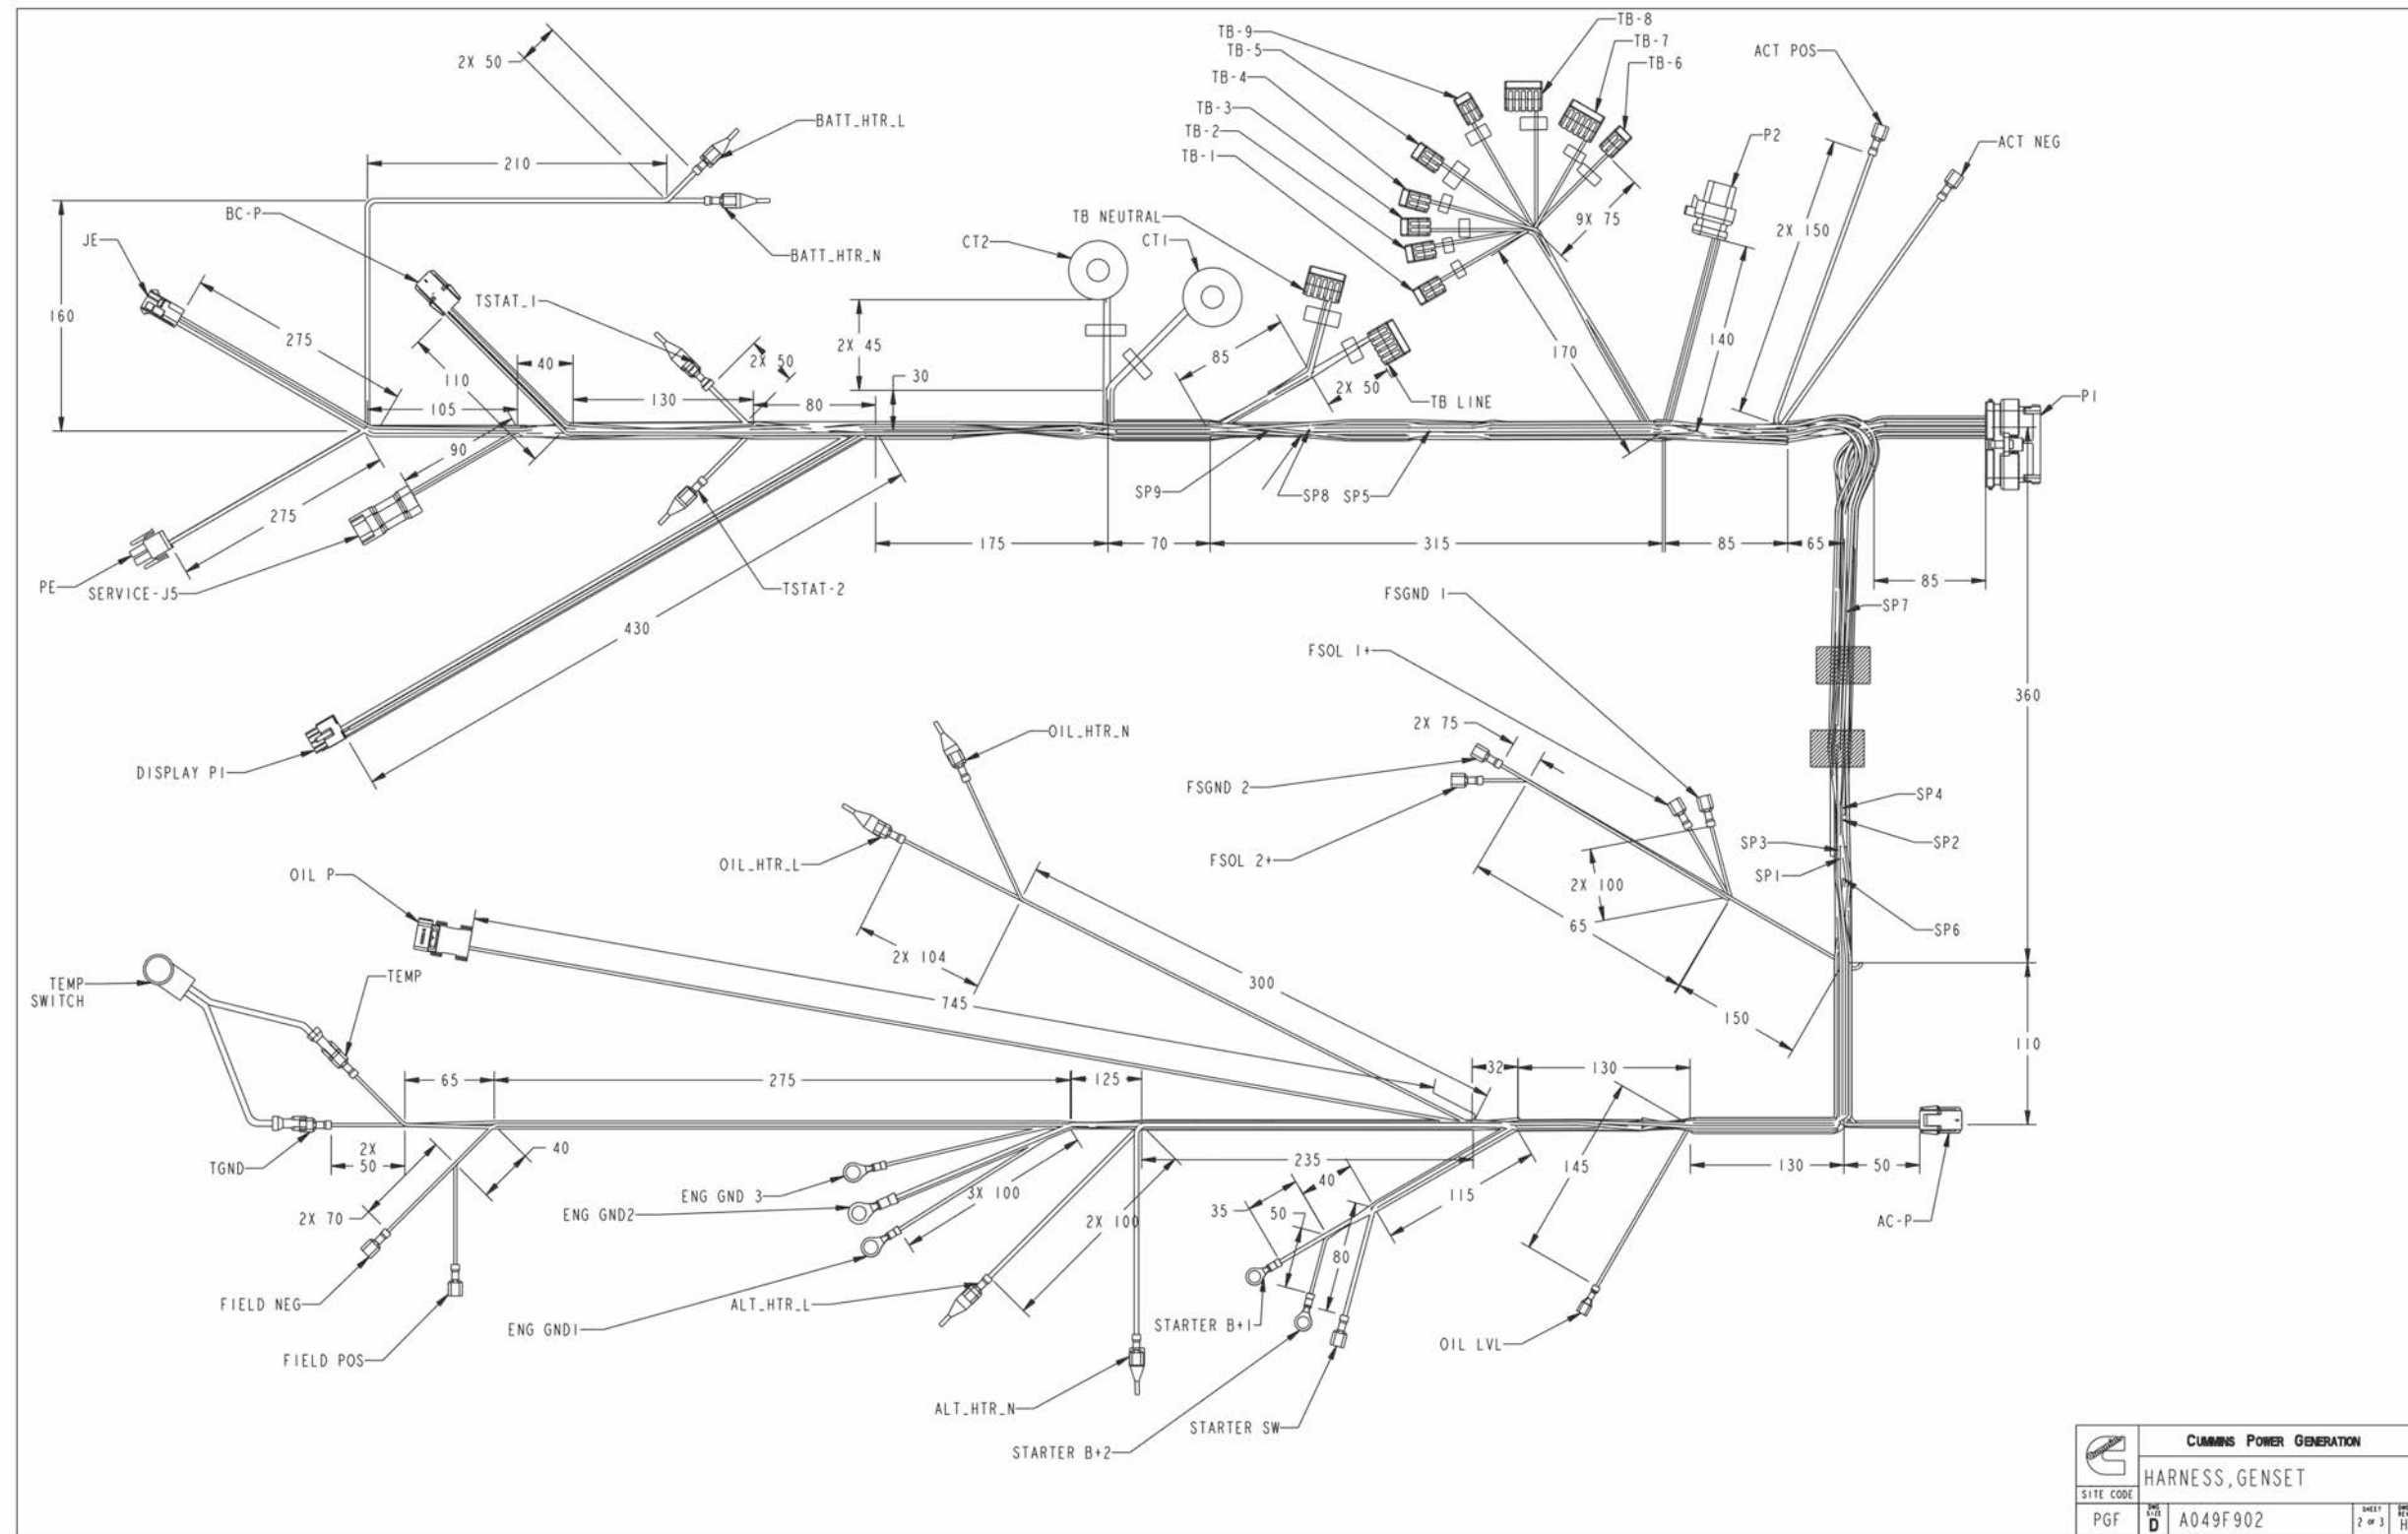 TB-8
TB-9
TB-7
TB-5
TB-6
TB-4
TB-3
TB-2
TB-1
ACT POS
ACT NEG
P2
2X 50
BATT_HTR_L
210
BC-P
BATT_HTR_N
JE
160
275
TSTAT_1
CT2
TB NEUTRAL
CT1
9X 75
2X 150
140
170
110
40
2X 50
2X 45
30
85
2X 50
TB LINE
P1
105
130
80
90
SP9
SP8
SP5
275
PE
SERVICE-J5
TSTAT-2
175
70
315
85
65
85
430
DISPLAY P1
FSGND 1
SP7
FSOL 1+
360
2X 75
OIL_HTR_N
FSGND 2
SP4
SP3
SP2
FSOL 2+
SP1
OIL_HTR_L
OIL P
2X 100
65
SP6
2X 104
300
745
TEMP
SWITCH
TEMP
150
110
65
275
125
32
130
TGND
2X
50
40
235
145
130
50
ENG GND 3
3X 100
40
115
ENG GND2
35
50
2X 70
2X 100
80
AC-P
FIELD NEG
ALT_HTR_L
ENG GND1
STARTER B+1
OIL LVL
FIELD POS
ALT_HTR_N
STARTER SW
STARTER B+2
CUMMINS POWER GENERATION
HARNESS,GENSET
SITE CODE
PGF
DWG SIZE
D
A049F902
SHEET
2 OF 3